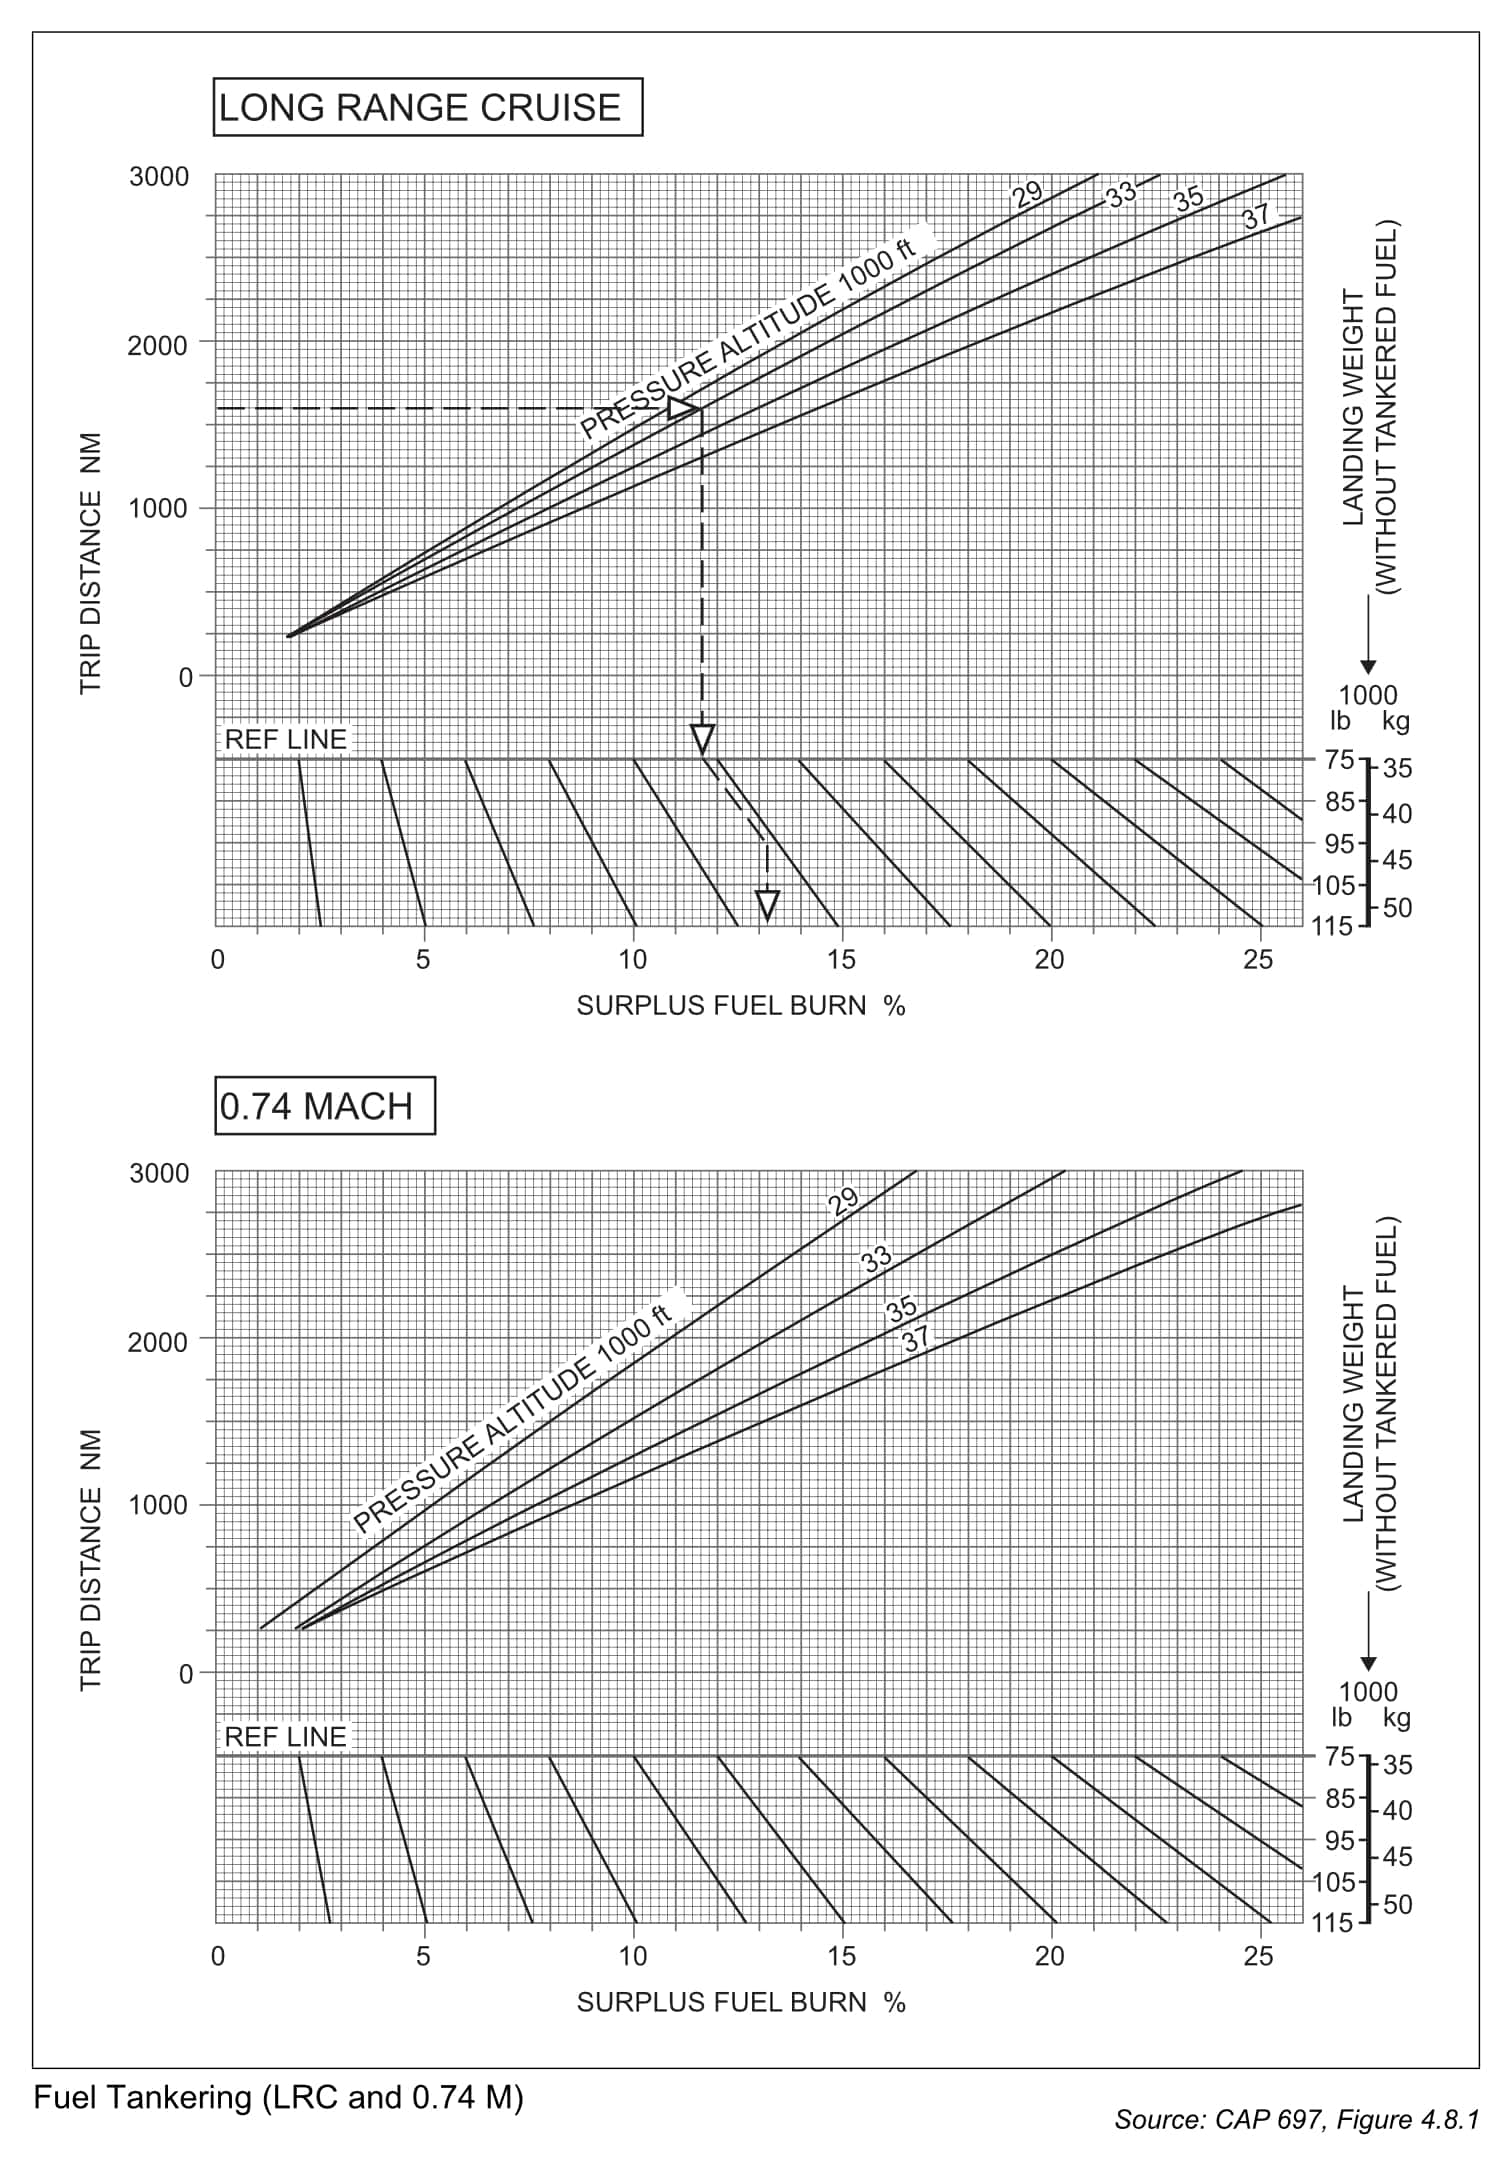 LONG RANGE CRUISE
3000
2000
1000
0
TRIP DISTANCE NM
PRESSURE ALTITUDE 1000 ft
29
33
35
37
LANDING WEIGHT
(WITHOUT TANKERED FUEL)
1000
lb kg
REF LINE
75
85
95
105
115
35
40
45
50
0 5 10 15 20 25
SURPLUS FUEL BURN %
0.74 MACH
3000
2000
1000
0
TRIP DISTANCE NM
PRESSURE ALTITUDE 1000 ft
29
33
35
37
LANDING WEIGHT
(WITHOUT TANKERED FUEL)
1000
lb kg
REF LINE
75
85
95
105
115
35
40
45
50
0 5 10 15 20 25
SURPLUS FUEL BURN %
Fuel Tankering (LRC and 0.74 M)
Source: CAP 697, Figure 4.8.1